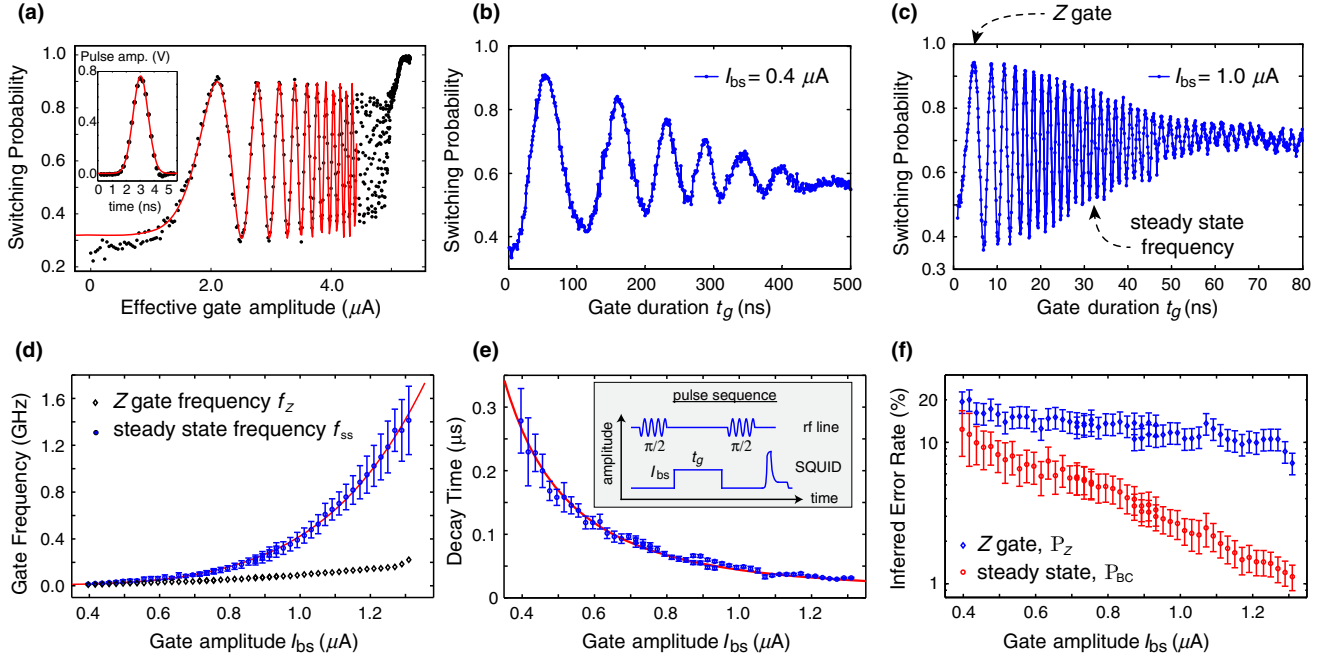 (a)
Pulse amp. (V)
0.8
0.4
0.0
0 1 2 3 4 5
time (ns)
1.0
0.8
0.6
0.4
0.2
Switching Probability
0 2.0 4.0
Effective gate amplitude (μA)
(b)
I_bs = 0.4 μA
1.0
0.8
0.6
0.4
Switching Probability
0 100 200 300 400 500
Gate duration t_g (ns)
(c)
Z gate
I_bs = 1.0 μA
steady state
frequency
1.0
0.9
0.7
0.5
0.3
Switching Probability
0 10 20 30 40 50 60 70 80
Gate duration t_g (ns)
(d)
Z gate frequency f_Z
steady state frequency f_ss
1.6
1.2
0.8
0.4
0.0
Gate Frequency (GHz)
0.4 0.6 0.8 1.0 1.2
Gate amplitude I_bs (μA)
(e)
pulse sequence
amplitude
rf line
π/2 π/2
I_bs t_g
SQUID
time
0.3
0.2
0.1
0
Decay Time (μs)
0.4 0.6 0.8 1.0 1.2
Gate amplitude I_bs (μA)
(f)
20
10
1
Inferred Error Rate (%)
Z gate, P_Z
steady state, P_BC
0.4 0.6 0.8 1.0 1.2
Gate amplitude I_bs (μA)